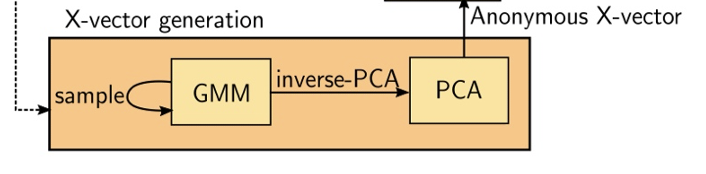 X-vector generation
Anonymous X-vector
sample
GMM
inverse-PCA
PCA